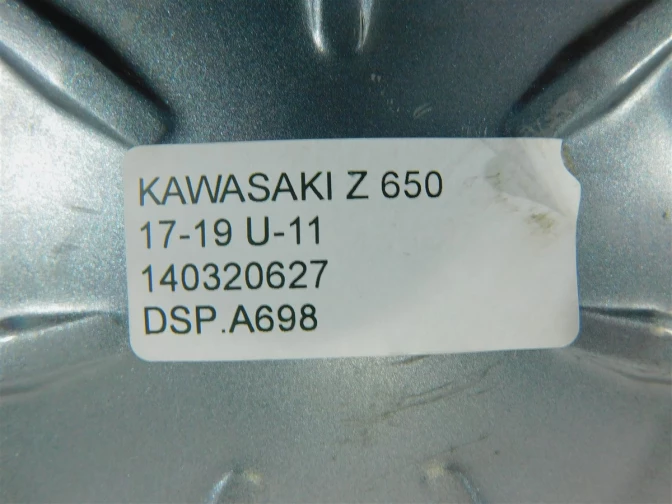 KAWASAKI Z 650
17-19 U-11
140320627
DSP.A698